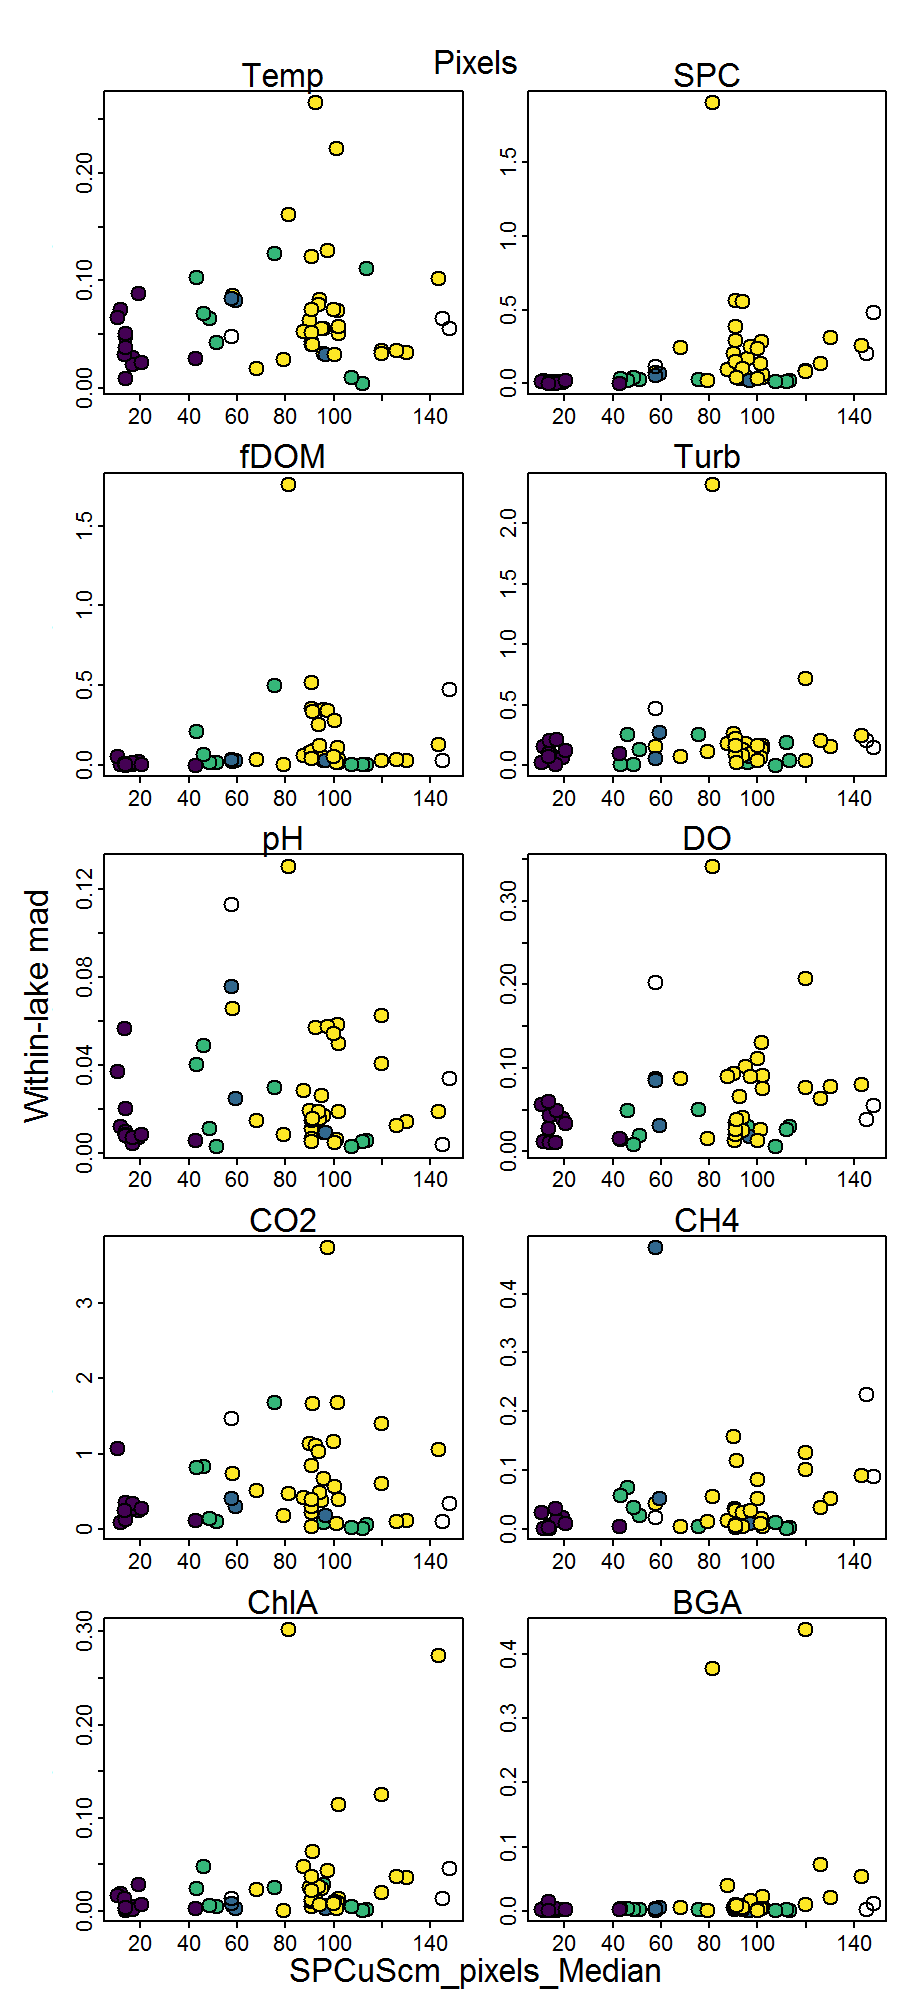 Pixels
Temp
SPC
0.00 0.10 0.20
20 40 60 80 100 140
0.0 0.5 1.0 1.5
20 40 60 80 100 140
fDOM
Turb
0.0 0.5 1.0 1.5
20 40 60 80 100 140
0.0 0.5 1.0 1.5 2.0
20 40 60 80 100 140
pH
DO
Within-lake mad
0.00 0.04 0.08 0.12
20 40 60 80 100 140
0.00 0.10 0.20 0.30
20 40 60 80 100 140
CO2
CH4
0 1 2 3
20 40 60 80 100 140
0.0 0.1 0.2 0.3 0.4
20 40 60 80 100 140
ChlA
BGA
0.00 0.10 0.20 0.30
20 40 60 80 100 140
0.0 0.1 0.2 0.3 0.4
20 40 60 80 100 140
SPCuScm_pixels_Median